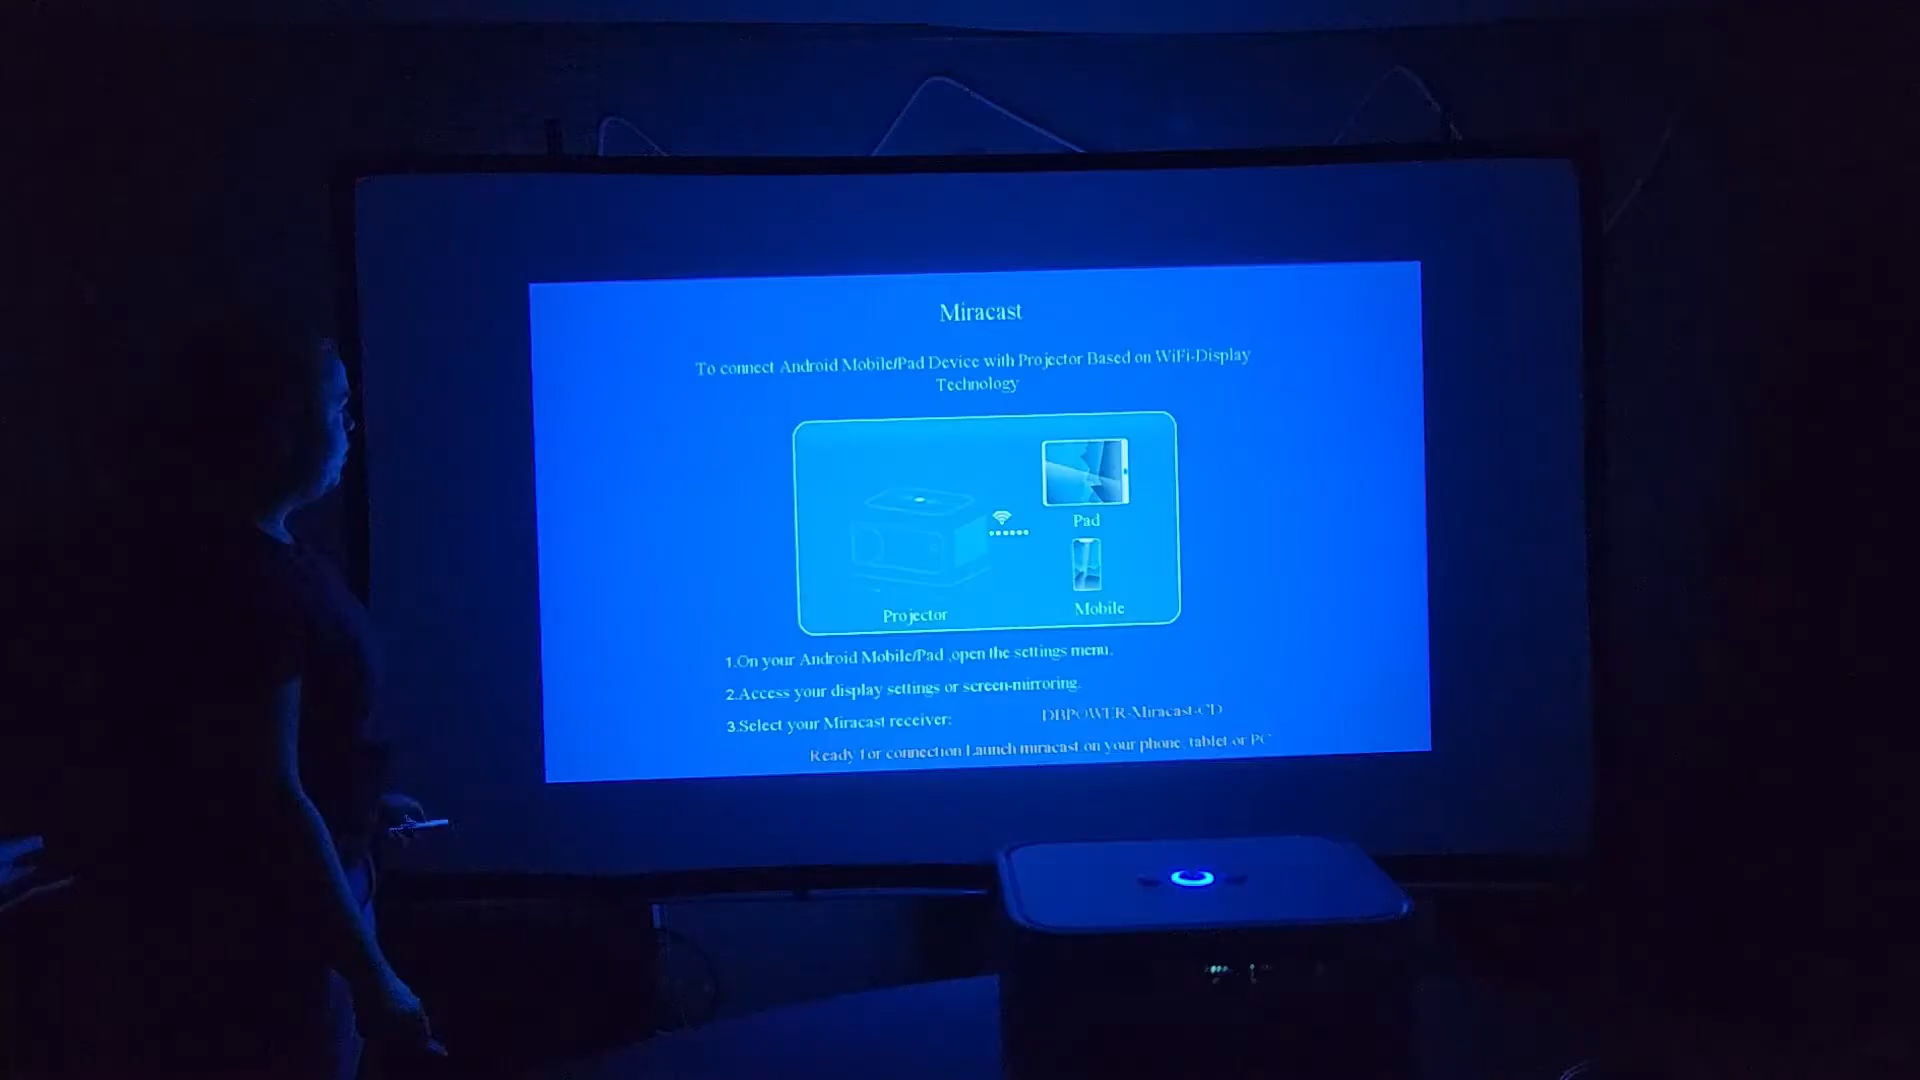 Miracast
To connect Android Mobile/Pad Device with Projector Based on WiFi-Display
Technology
Pad
Projector
Mobile
1.On your Android Mobile/Pad ,open the settings menu.
2.Access your display settings or screen-mirroring.
3.Select your Miracast receiver: DBPOWER-Miracast-CD
Ready for connection Launch miracast on your phone, tablet or PC